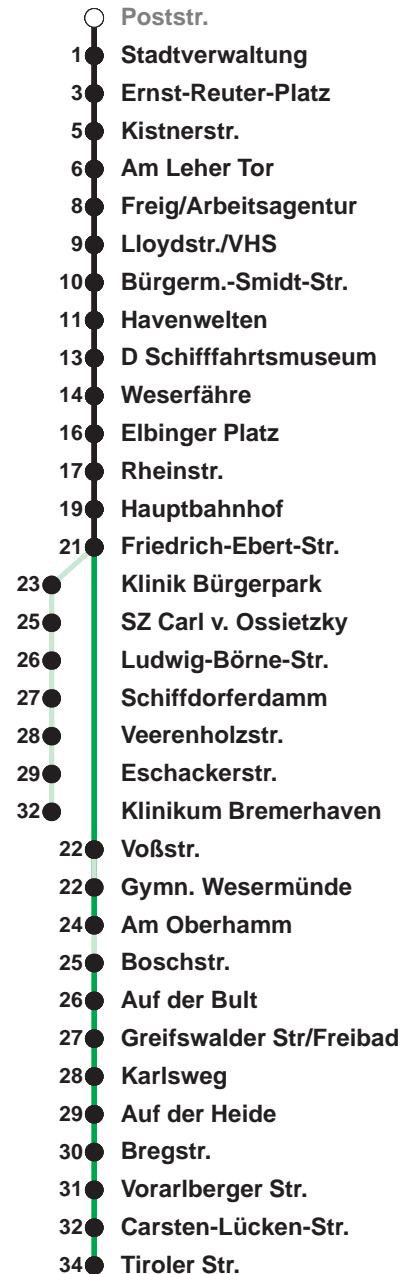 Poststr.
1 Stadtverwaltung
3 Ernst-Reuter-Platz
5 Kistnerstr.
6 Am Leher Tor
8 Freig/Arbeitsagentur
9 Lloydstr./VHS
10 Bürgerm.-Smidt-Str.
11 Havenwelten
13 D Schifffahrtsmuseum
14 Weserfähre
16 Elbinger Platz
17 Rheinstr.
19 Hauptbahnhof
21 Friedrich-Ebert-Str.
23 Klinik Bürgerpark
25 SZ Carl v. Ossietzky
26 Ludwig-Börne-Str.
27 Schiffdorferdamm
28 Veerenholzstr.
29 Eschackerstr.
32 Klinikum Bremerhaven
22 Voßstr.
22 Gymn. Wesermünde
24 Am Oberhamm
25 Boschstr.
26 Auf der Bult
27 Greifswalder Str/Freibad
28 Karlsweg
29 Auf der Heide
30 Bregstr.
31 Vorarlberger Str.
32 Carsten-Lücken-Str.
34 Tiroler Str.